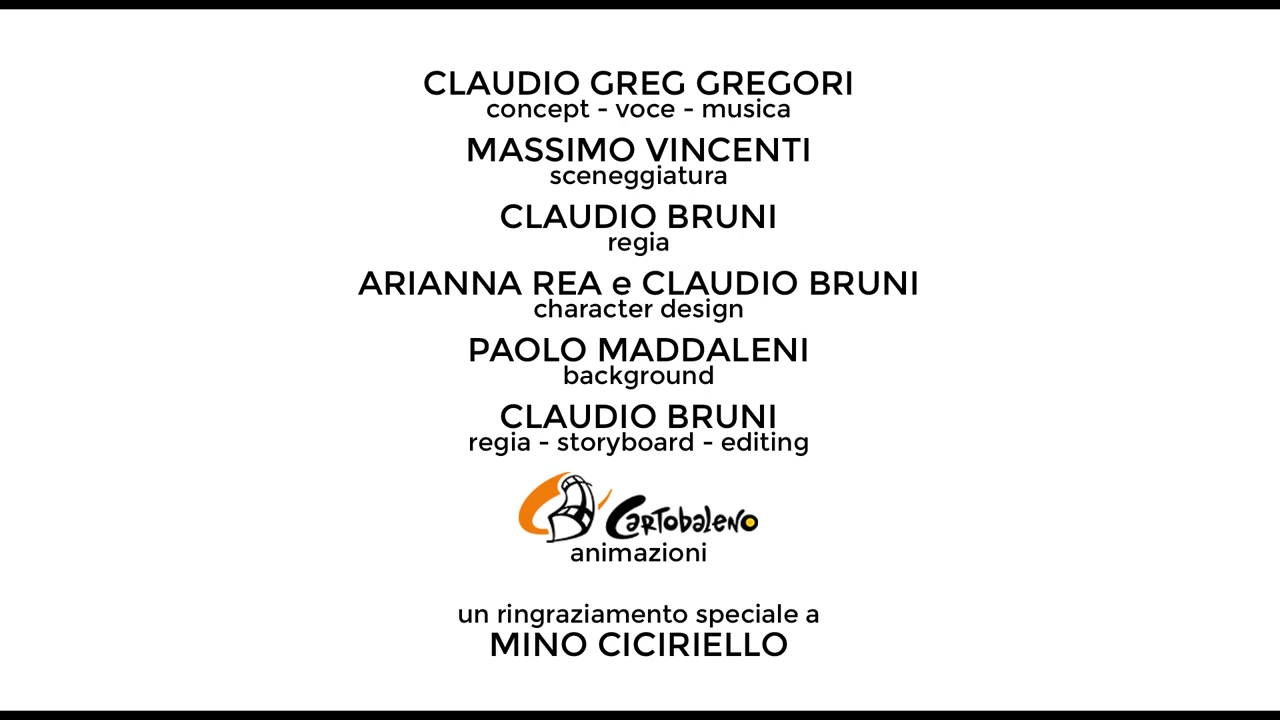 CLAUDIO GREG GREGORI
concept - voce - musica
MASSIMO VINCENTI
sceneggiatura
CLAUDIO BRUNI
regia
ARIANNA REA e CLAUDIO BRUNI
character design
PAOLO MADDALENI
background
CLAUDIO BRUNI
regia - storyboard - editing
CARTOBALENO
animazioni
un ringraziamento speciale a
MINO CICIRIELLO